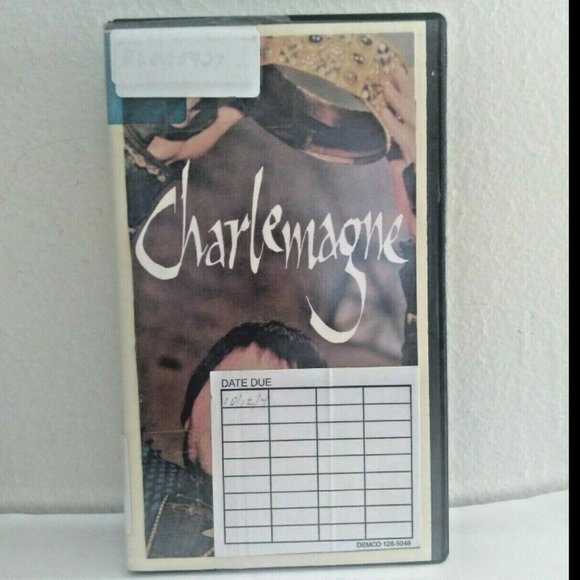 Charlemagne
DATE DUE
DEMCO 128-5046